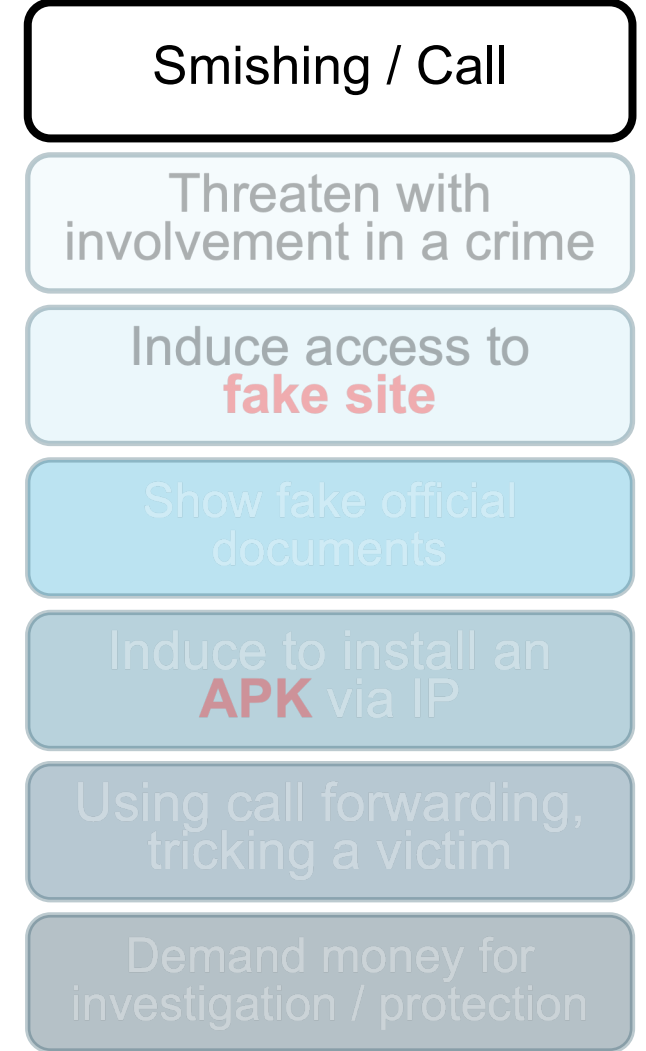 Smishing / Call
Threaten with
involvement in a crime
Induce access to
fake site
Show fake official
documents
Induce to install an
APK via IP
Using call forwarding,
tricking a victim
Demand money for
investigation / protection